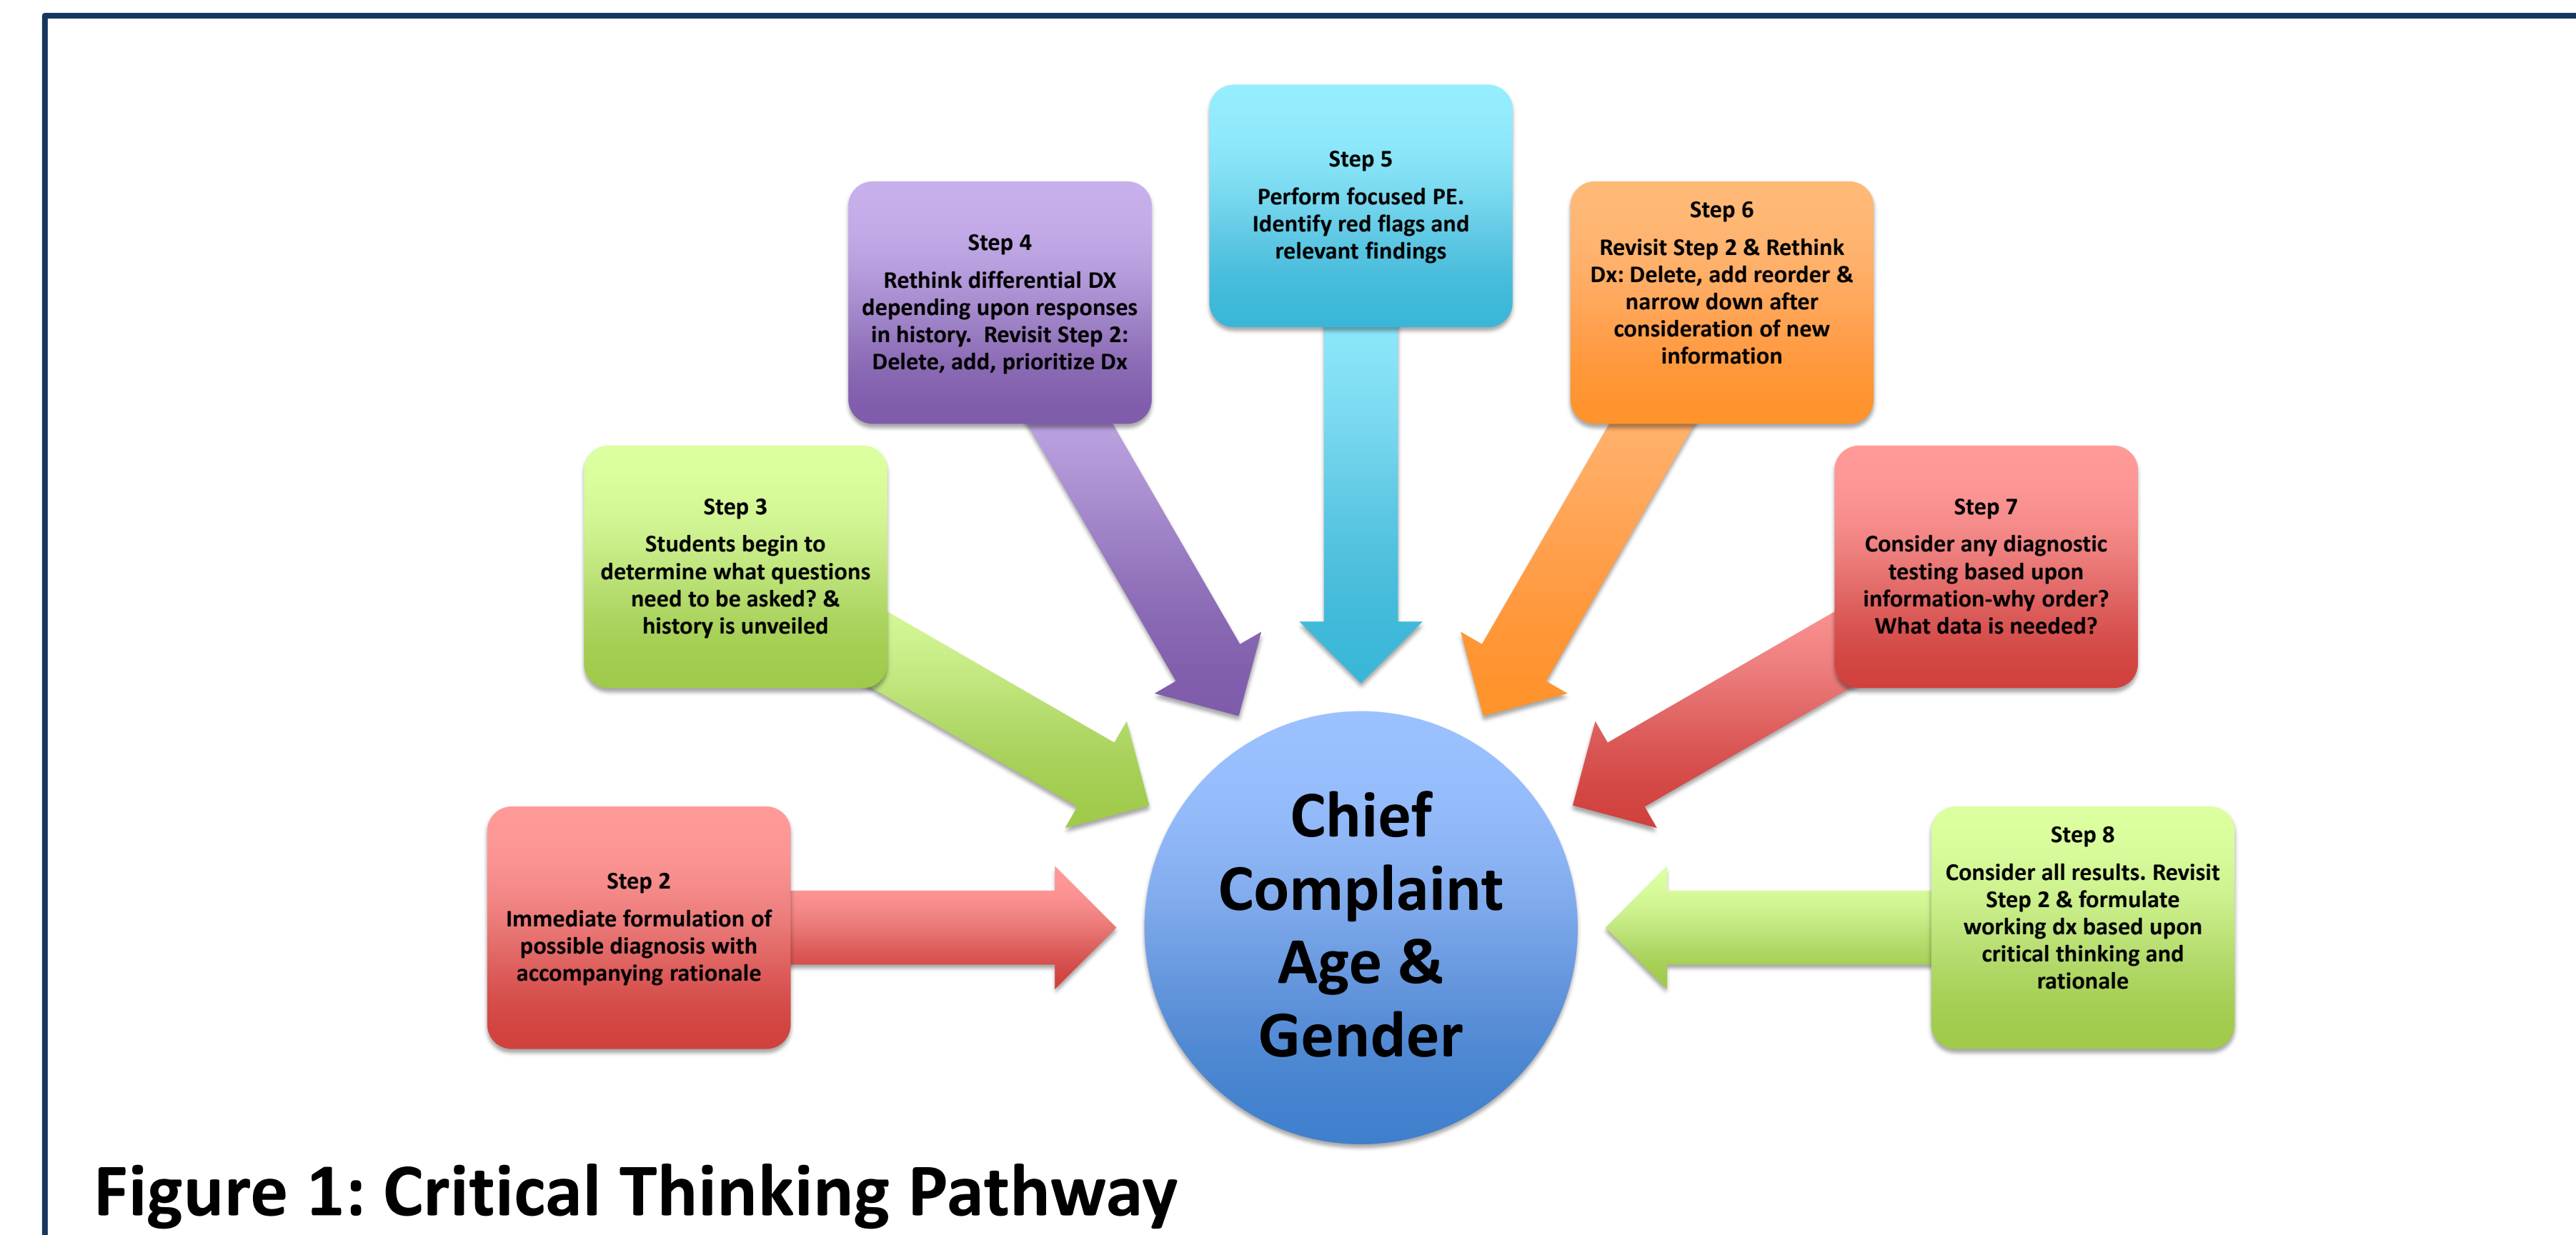 Step 5
Perform focused PE.
Identify red flags and
relevant findings
Step 4
Rethink differential DX
depending upon responses
in history.  Revisit Step 2:
Delete, add, prioritize Dx
Step 6
Revisit Step 2 & Rethink
Dx: Delete, add reorder &
narrow down after
consideration of new
information
Step 3
Students begin to
determine what questions
need to be asked? &
history is unveiled
Step 7
Consider any diagnostic
testing based upon
information-why order?
What data is needed?
Step 2
Immediate formulation of
possible diagnosis with
accompanying rationale
Chief
Complaint
Age &
Gender
Step 8
Consider all results. Revisit
Step 2 & formulate
working dx based upon
critical thinking and
rationale
Figure 1: Critical Thinking Pathway